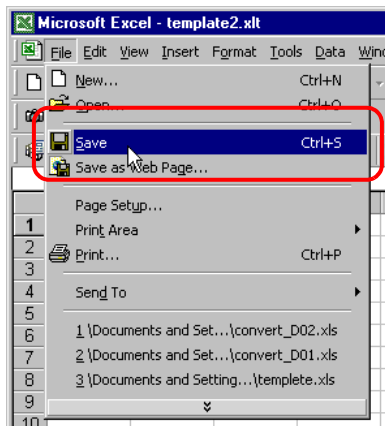 Microsoft Excel - template2.xlt
File Edit View Insert Format Tools Data
New... Ctrl+N
Open... Ctrl+O
Save Ctrl+S
Save as Web Page...
Page Setup...
1
Print Area
2
Print... Ctrl+P
3
4
Send To
5
6
1 \Documents and Set...\convert_D02.xls
7
2 \Documents and Set...\convert_D01.xls
8
3 \Documents and Setting...\templete.xls
9
10